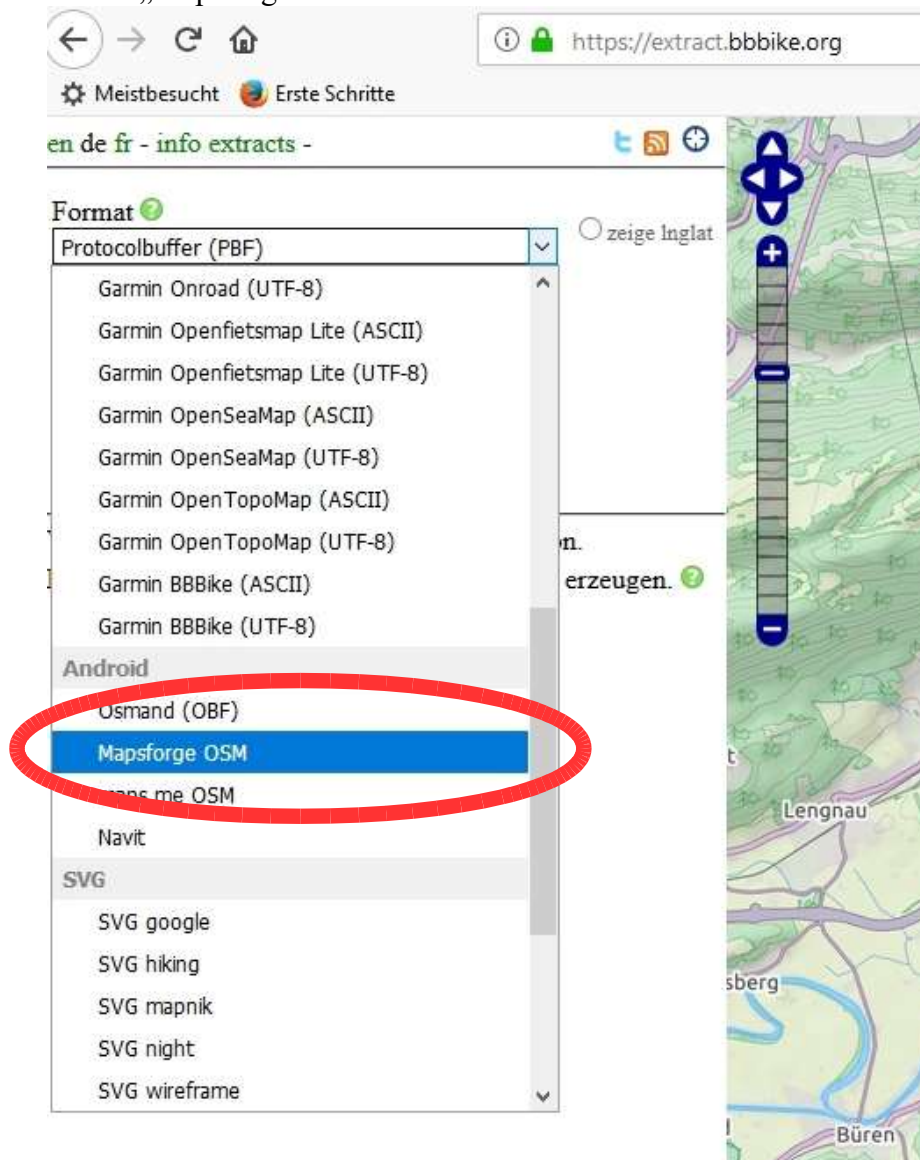 https://extract.bbbike.org
Meistbesucht Erste Schritte
en de fr - info extracts -
Format
zeige lnglat
Protocolbuffer (PBF)
Garmin Onroad (UTF-8)
Garmin Openfietsmap Lite (ASCII)
Garmin Openfietsmap Lite (UTF-8)
Garmin OpenSeaMap (ASCII)
Garmin OpenSeaMap (UTF-8)
Garmin OpenTopoMap (ASCII)
Garmin OpenTopoMap (UTF-8)
Garmin BBBike (ASCII)
erzeugen.
Garmin BBBike (UTF-8)
Android
Osmand (OBF)
Mapsforge OSM
maps.me OSM
Navit
SVG
SVG google
SVG hiking
SVG mapnik
SVG night
SVG wireframe
Lengnau
sberg
Büren